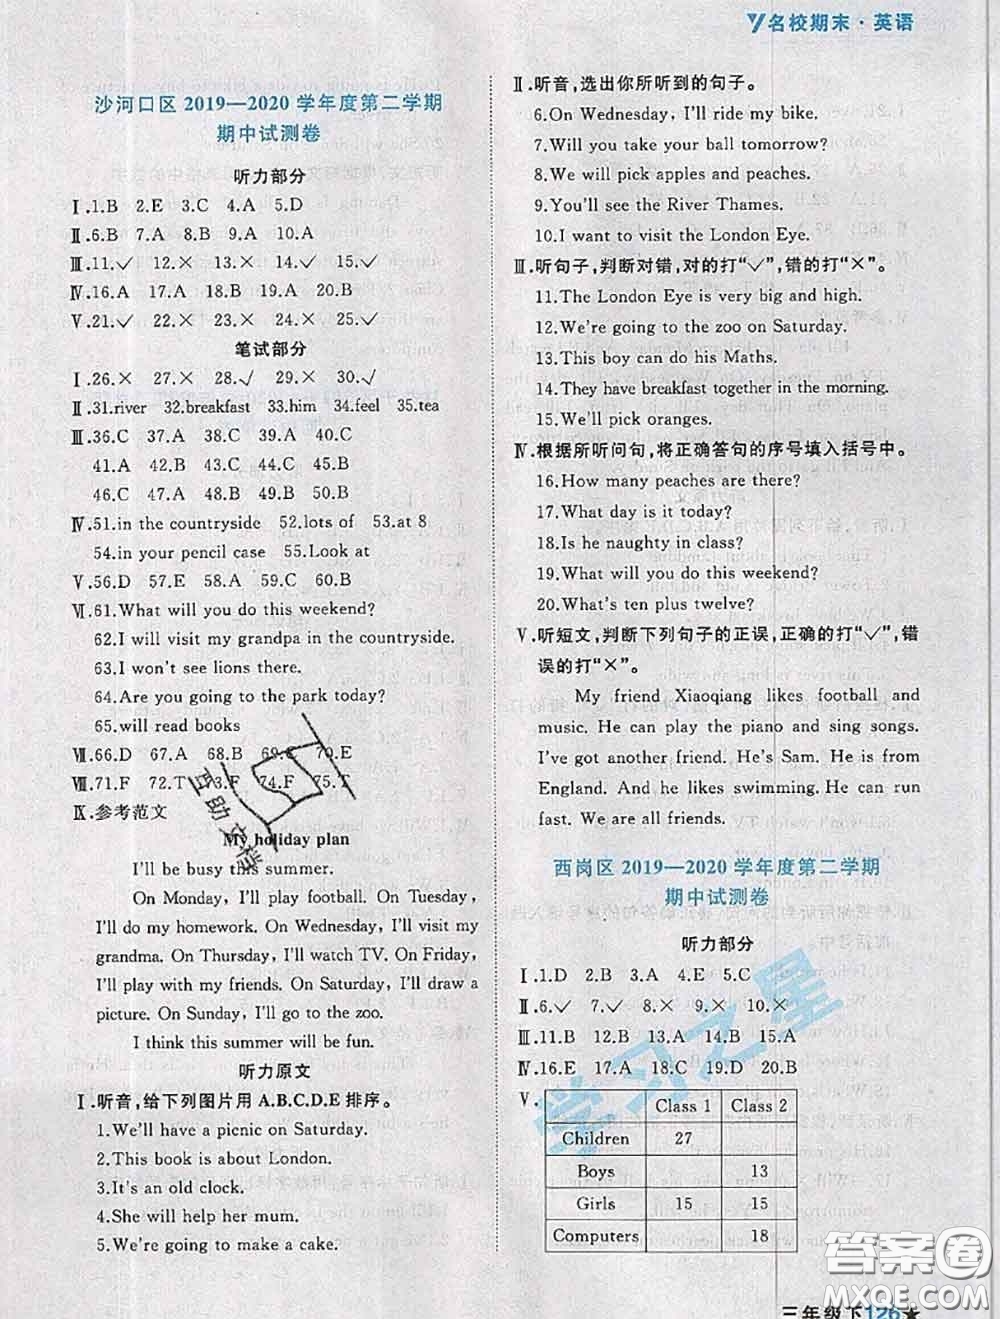 名校期末·英语
沙河口区 2019—2020 学年度第二学期
期中试测卷
听力部分
Ⅰ.1.B 2.E 3.C 4.A 5.D
Ⅱ.6.B 7.A 8.B 9.A 10.A
Ⅲ.11.✓ 12.× 13.× 14.✓ 15.✓
Ⅳ.16.A 17.A 18.B 19.A 20.B
Ⅴ.21.✓ 22.× 23.× 24.× 25.✓
笔试部分
Ⅰ.26.× 27.× 28.✓ 29.× 30.✓
Ⅱ.31.river 32.breakfast 33.him 34.feel 35.tea
Ⅲ.36.C 37.A 38.C 39.A 40.C
41.A 42.B 43.B 44.B 45.B
46.C 47.A 48.A 49.C 50.B
Ⅳ.51.in the countryside 52.lots of 53.at 8
54.in your pencil case 55.Look at
Ⅴ.56.D 57.E 58.A 59.C 60.B
Ⅵ.61.What will you do this weekend?
62.I will visit my grandpa in the countryside.
63.I won't see lions there.
64.Are you going to the park today?
65.will read books
Ⅶ.66.D 67.A 68.B 69.C 70.E
Ⅷ.71.F 72.T 73.F 74.F 75.T
Ⅸ.参考范文
My holiday plan
I'll be busy this summer.
On Monday, I'll play football. On Tuesday,
I'll do my homework. On Wednesday, I'll visit my
grandma. On Thursday, I'll watch TV. On Friday,
I'll play with my friends. On Saturday, I'll draw a
picture. On Sunday, I'll go to the zoo.
I think this summer will be fun.
听力原文
Ⅰ.听音,给下列图片用 A.B.C.D.E 排序。
1.We'll have a picnic on Saturday.
2.This book is about London.
3.It's an old clock.
4.She will help her mum.
5.We're going to make a cake.
Ⅱ.听音,选出你所听到的句子。
6.On Wednesday, I'll ride my bike.
7.Will you take your ball tomorrow?
8.We will pick apples and peaches.
9.You'll see the River Thames.
10.I want to visit the London Eye.
Ⅲ.听句子,判断对错,对的打“✓”,错的打“×”。
11.The London Eye is very big and high.
12.We're going to the zoo on Saturday.
13.This boy can do his Maths.
14.They have breakfast together in the morning.
15.We'll pick oranges.
Ⅳ.根据所听问句,将正确答句的序号填入括号中。
16.How many peaches are there?
17.What day is it today?
18.Is he naughty in class?
19.What will you do this weekend?
20.What's ten plus twelve?
Ⅴ.听短文,判断下列句子的正误,正确的打“✓”,错
误的打“×”。
My friend Xiaoqiang likes football and
music. He can play the piano and sing songs.
I've got another friend. He's Sam. He is from
England. And he likes swimming. He can run
fast. We are all friends.
西岗区 2019—2020 学年度第二学期
期中试测卷
听力部分
Ⅰ.1.D 2.B 3.A 4.E 5.C
Ⅱ.6.✓ 7.✓ 8.× 9.× 10.×
Ⅲ.11.B 12.B 13.A 14.B 15.A
Ⅳ.16.E 17.A 18.C 19.D 20.B
Ⅴ.
Class 1 Class 2
Children 27
Boys 13
Girls 15 15
Computers 18
三年级下 126
互助文档
学习之星
答案圈
MXQE.COM